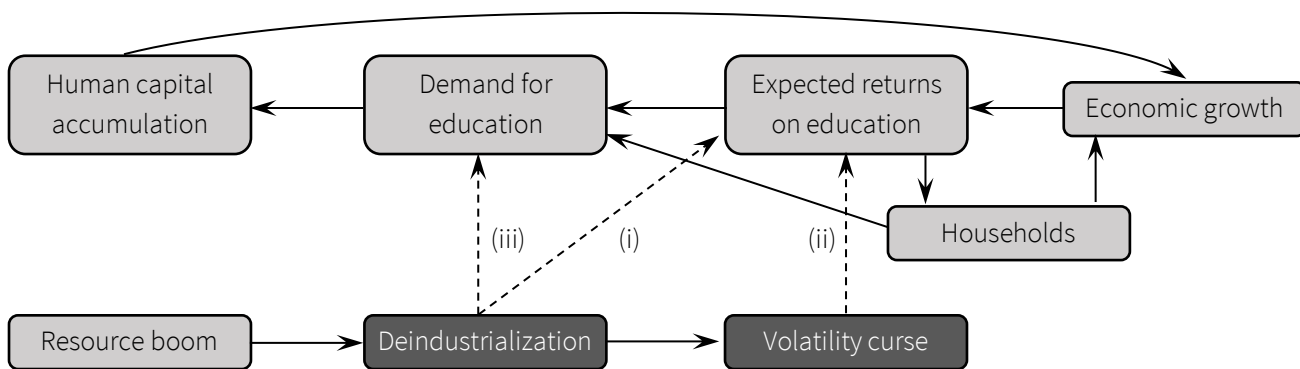 Human capital
accumulation
Demand for
education
Expected returns
on education
Economic growth
Households
(iii)
(i)
(ii)
Resource boom
Deindustrialization
Volatility curse